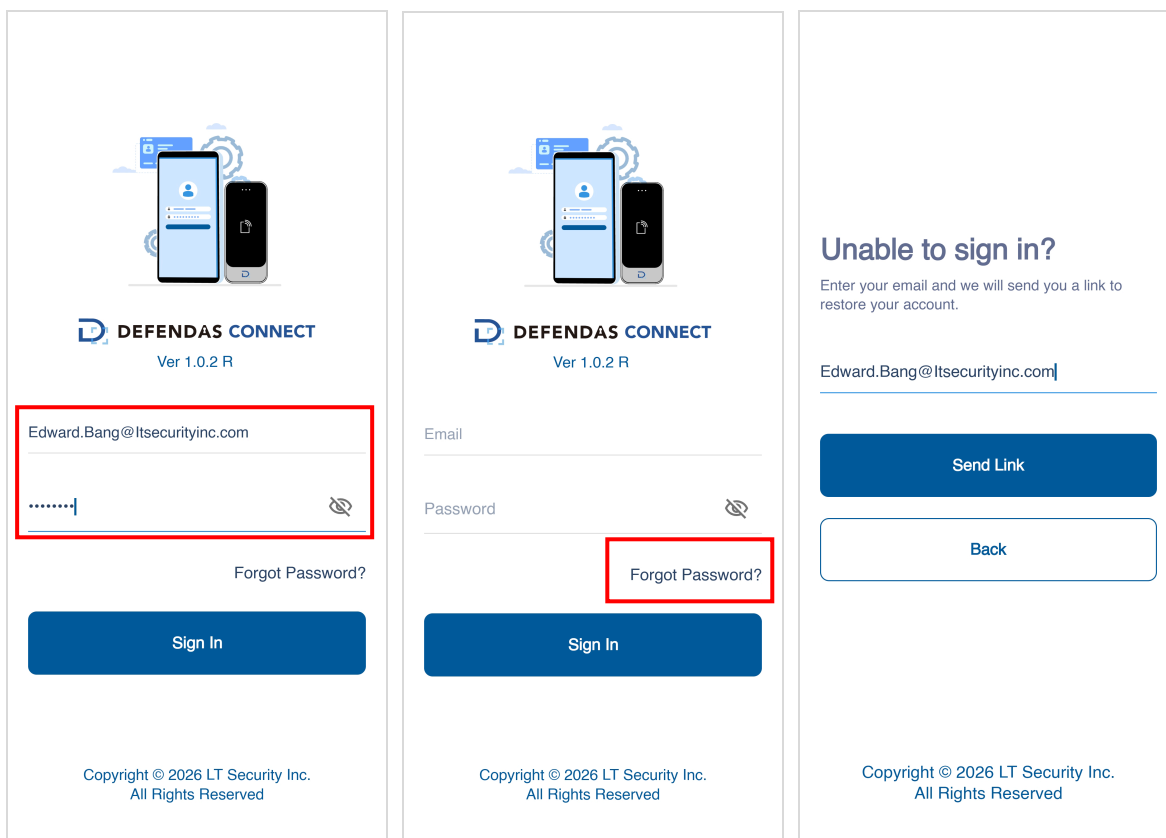 DEFENDAS CONNECT
Ver 1.0.2 R
Edward.Bang@ltsecurityinc.com
••••••••
Forgot Password?
Sign In
Copyright © 2026 LT Security Inc.
All Rights Reserved
DEFENDAS CONNECT
Ver 1.0.2 R
Email
Password
Forgot Password?
Sign In
Copyright © 2026 LT Security Inc.
All Rights Reserved
Unable to sign in?
Enter your email and we will send you a link to
restore your account.
Edward.Bang@ltsecurityinc.com
Send Link
Back
Copyright © 2026 LT Security Inc.
All Rights Reserved